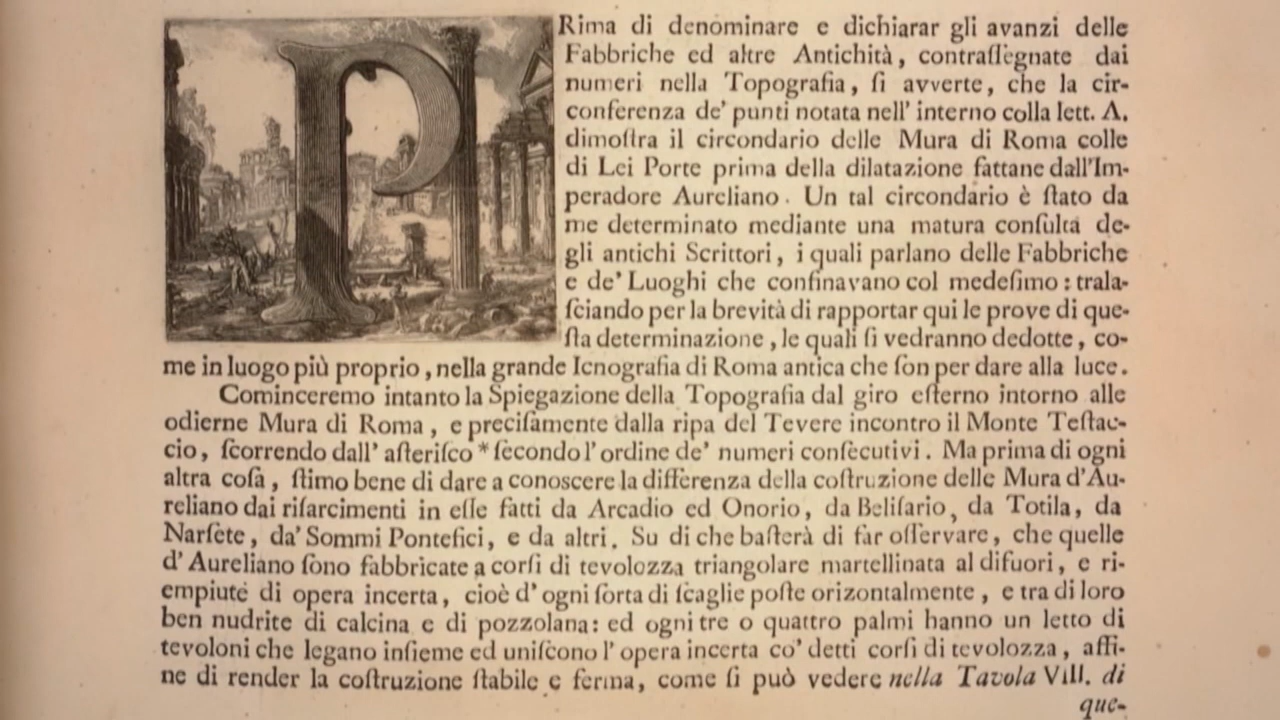 PRima di denominare e dichiarar gli avanzi delle
Fabbriche ed altre Antichità, contraſſegnate dai
numeri nella Topografia, ſi avverte, che la cir-
conferenza de' punti notata nell' interno colla lett. A.
dimoſtra il circondario delle Mura di Roma colle
di Lei Porte prima della dilatazione fattane dall'Im-
peradore Aureliano. Un tal circondario è ſtato da
me determinato mediante una matura conſulta de-
gli antichi Scrittori, i quali parlano delle Fabbriche
e de' Luoghi che confinavano col medeſimo: trala-
ſciando per la brevità di rapportar qui le prove di que-
ſta determinazione, le quali ſi vedranno dedotte, co-
me in luogo più proprio, nella grande Icnografia di Roma antica che ſon per dare alla luce.
Cominceremo intanto la Spiegazione della Topografia dal giro eſterno intorno alle
odierne Mura di Roma, e preciſamente dalla ripa del Tevere incontro il Monte Teſtac-
cio, ſcorrendo dall' aſteriſco * ſecondo l' ordine de' numeri conſecutivi. Ma prima di ogni
altra coſa, ſtimo bene di dare a conoscere la differenza della coſtruzione delle Mura d'Au-
reliano dai riſarcimenti in eſſe fatti da Arcadio ed Onorio, da Beliſario, da Totila, da
Narſete, da' Sommi Pontefici, e da altri. Su di che baſterà di far oſſervare, che quelle
d' Aureliano ſono fabbricate a corſi di tevolozza triangolare martellinata al difuori, e ri-
empiute di opera incerta, cioè d' ogni ſorta di ſcaglie poſte orizontalmente, e tra di loro
ben nudrite di calcina e di pozzolana: ed ogni tre o quattro palmi hanno un letto di
tevoloni che legano inſieme ed uniſcono l' opera incerta co' detti corſi di tevolozza, affi-
ne di render la coſtruzione ſtabile e ferma, come ſi può vedere nella Tavola VIII. di
que-